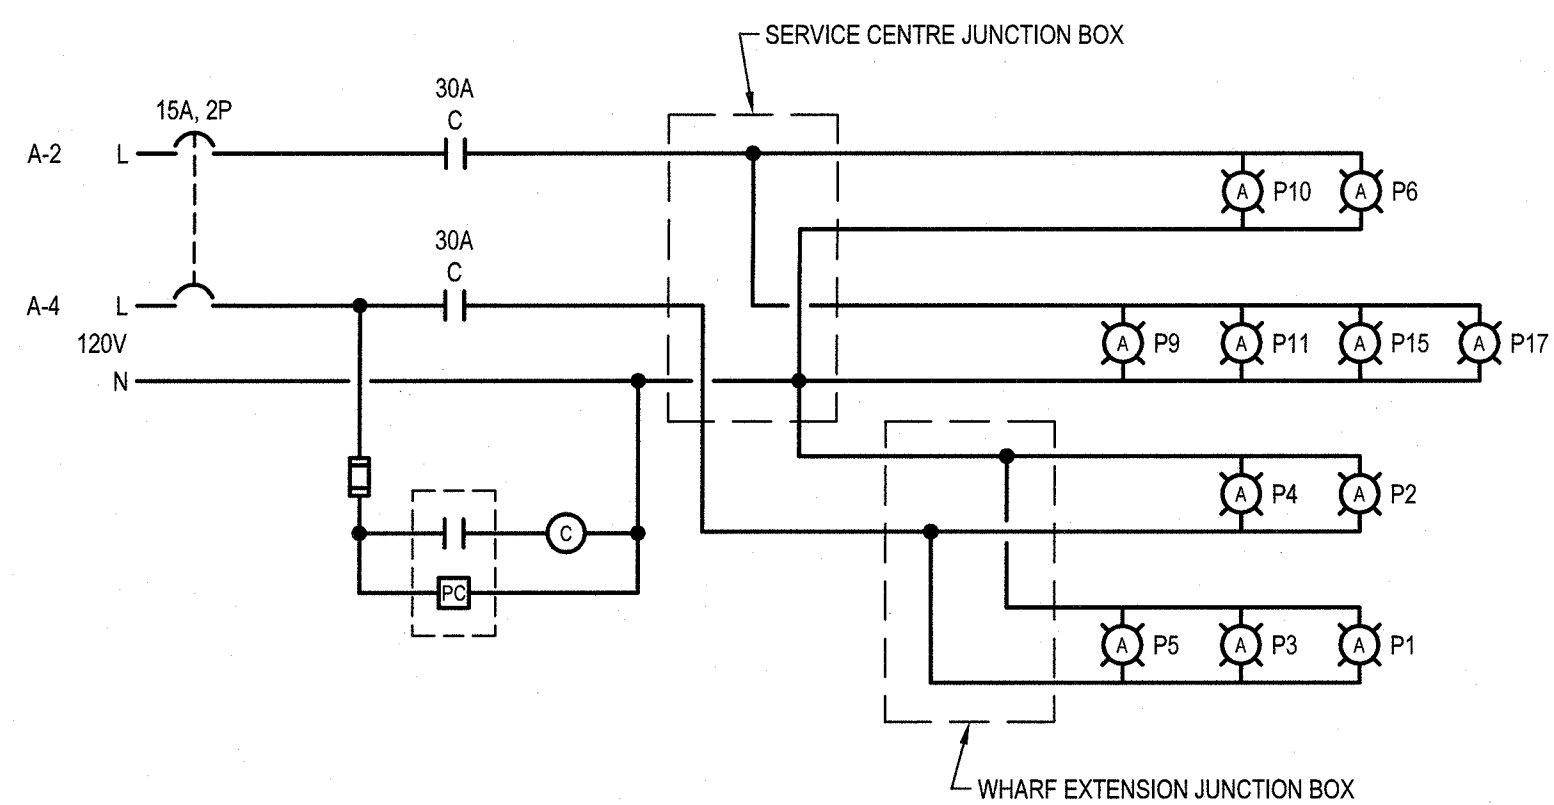 SERVICE CENTRE JUNCTION BOX
30A
C
15A, 2P
A-2 L
A P10 A P6
30A
C
A-4 L
120V
A P9 A P11 A P15 A P17
N
A P4 A P2
C
PC
A P5 A P3 A P1
WHARF EXTENSION JUNCTION BOX